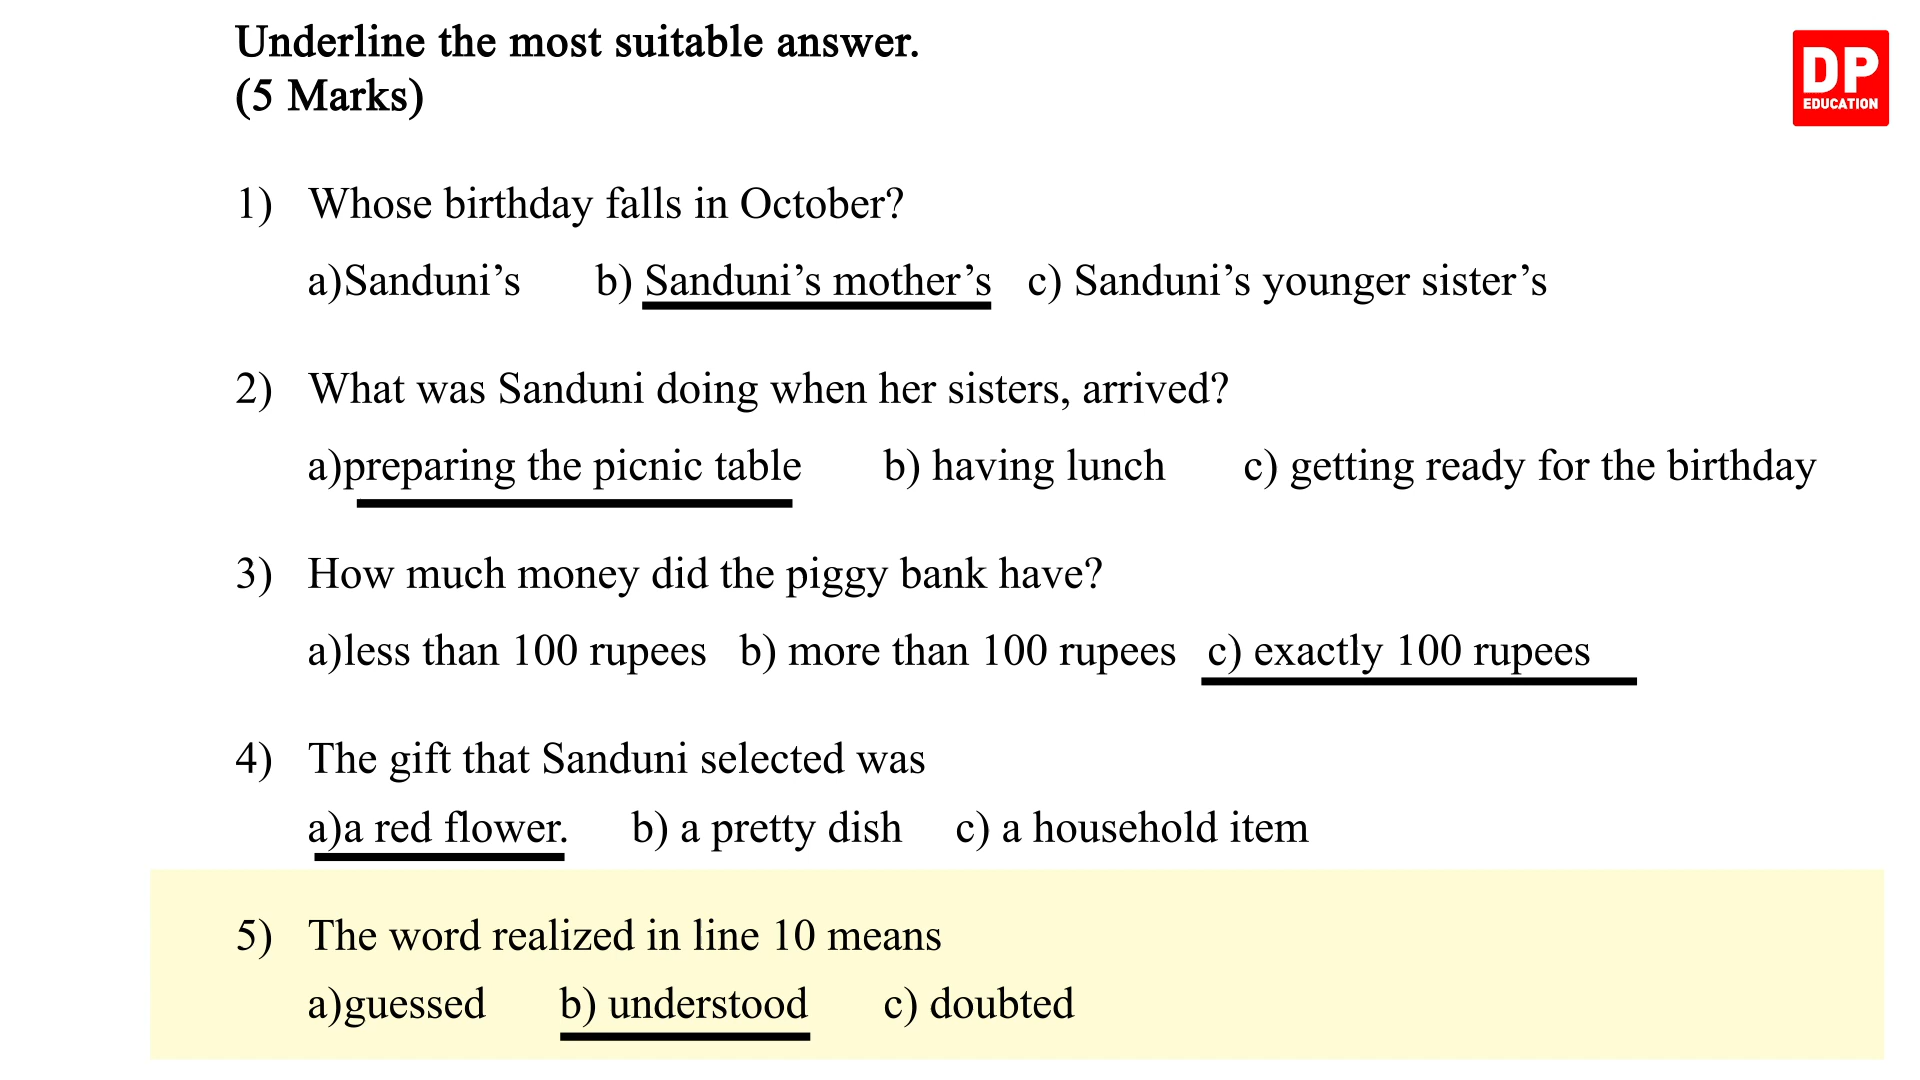 Underline the most suitable answer.
(5 Marks)
DP
EDUCATION
1) Whose birthday falls in October?
a)Sanduni’s b) Sanduni’s mother’s c) Sanduni’s younger sister’s
2) What was Sanduni doing when her sisters, arrived?
a)preparing the picnic table b) having lunch c) getting ready for the birthday
3) How much money did the piggy bank have?
a)less than 100 rupees b) more than 100 rupees c) exactly 100 rupees
4) The gift that Sanduni selected was
a)a red flower. b) a pretty dish c) a household item
5) The word realized in line 10 means
a)guessed b) understood c) doubted